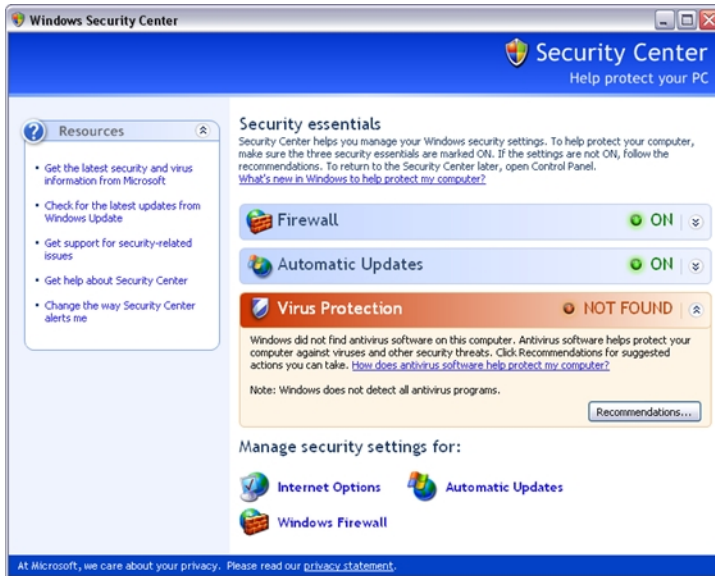 Windows Security Center
Security Center
Help protect your PC
Resources
Get the latest security and virus
information from Microsoft
Check for the latest updates from
Windows Update
Get support for security-related
issues
Get help about Security Center
Change the way Security Center
alerts me
Security essentials
Security Center helps you manage your Windows security settings. To help protect your computer,
make sure the three security essentials are marked ON. If the settings are not ON, follow the
recommendations. To return to the Security Center later, open Control Panel.
What's new in Windows to help protect my computer?
Firewall ON
Automatic Updates ON
Virus Protection NOT FOUND
Windows did not find antivirus software on this computer. Antivirus software helps protect your
computer against viruses and other security threats. Click Recommendations for suggested
actions you can take. How does antivirus software help protect my computer?
Note: Windows does not detect all antivirus programs.
Recommendations...
Manage security settings for:
Internet Options
Automatic Updates
Windows Firewall
At Microsoft, we care about your privacy. Please read our privacy statement.